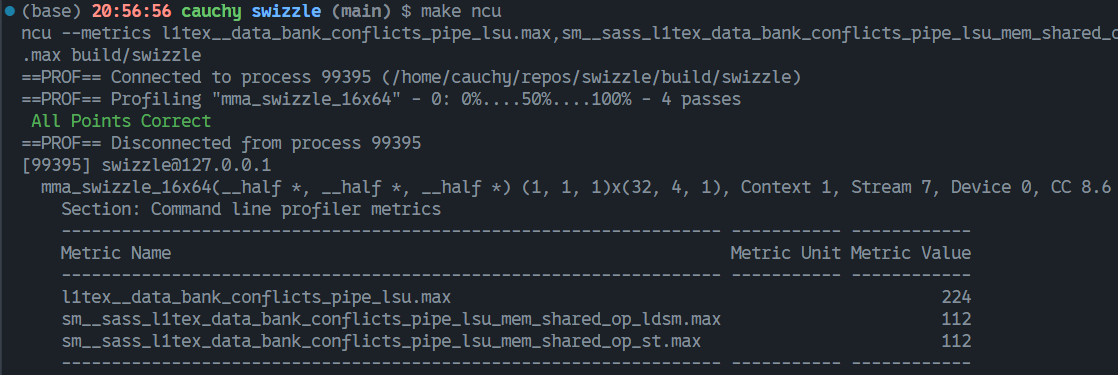 (base) 20:56:56 cauchy swizzle (main) $ make ncu
ncu --metrics l1tex__data_bank_conflicts_pipe_lsu.max,sm__sass_l1tex_data_bank_conflicts_pipe_lsu_mem_shared_o
.max build/swizzle
==PROF== Connected to process 99395 (/home/cauchy/repos/swizzle/build/swizzle)
==PROF== Profiling "mma_swizzle_16x64" - 0: 0%....50%....100% - 4 passes
All Points Correct
==PROF== Disconnected from process 99395
[99395] swizzle@127.0.0.1
mma_swizzle_16x64(__half *, __half *, __half *) (1, 1, 1)x(32, 4, 1), Context 1, Stream 7, Device 0, CC 8.6
Section: Command line profiler metrics
---------------------------------------------------------------- ----------- ------------
Metric Name Metric Unit Metric Value
---------------------------------------------------------------- ----------- ------------
l1tex__data_bank_conflicts_pipe_lsu.max 224
sm__sass_l1tex_data_bank_conflicts_pipe_lsu_mem_shared_op_ldsm.max 112
sm__sass_l1tex_data_bank_conflicts_pipe_lsu_mem_shared_op_st.max 112
---------------------------------------------------------------- ----------- ------------